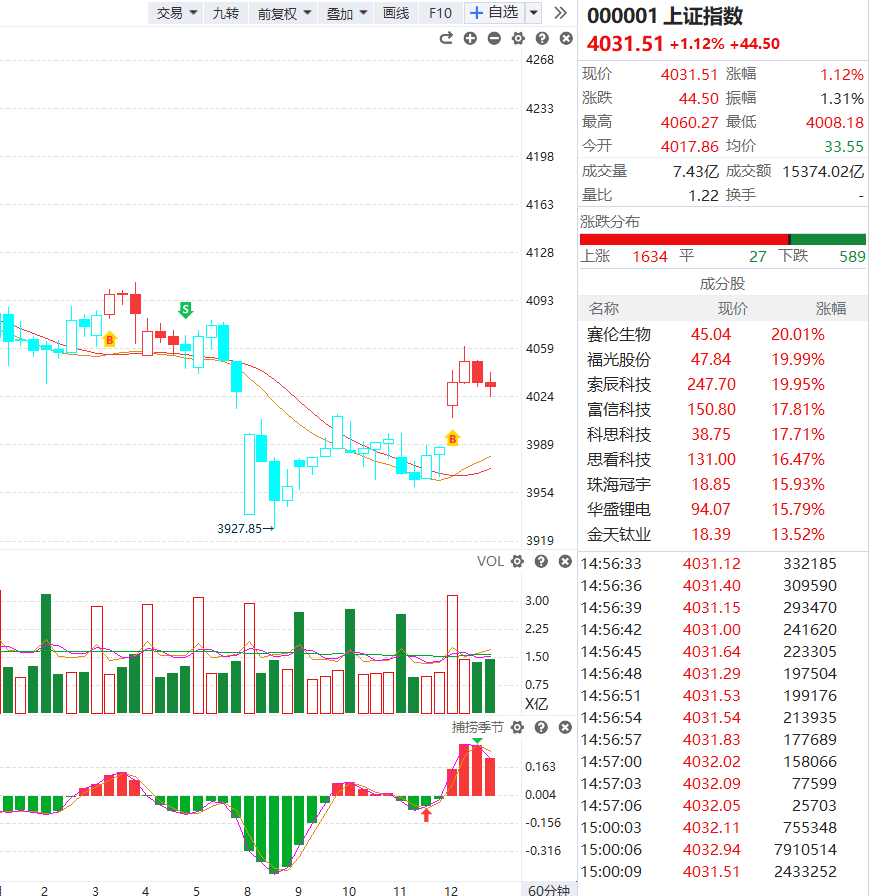 交易 九转 前复权 叠加 画线 F10 + 自选
4268
4233
4198
4163
4128
4093
4059
4024
3989
3954
3919
S
B
B
3927.85
VOL
3.00
2.25
1.50
0.75
X亿
捕捞季节
0.163
0.004
-0.156
-0.316
2 3 4 5 8 9 10 11 12 60分钟
000001 上证指数
4031.51 +1.12% +44.50
现价 4031.51 涨幅 1.12%
涨跌 44.50 振幅 1.31%
最高 4060.27 最低 4008.18
今开 4017.86 均价 33.55
成交量 7.43亿 成交额 15374.02亿
量比 1.22 换手 -
涨跌分布
上涨 1634 平 27 下跌 589
成分股
名称 现价 涨幅
赛伦生物 45.04 20.01%
福光股份 47.84 19.99%
索辰科技 247.70 19.95%
富信科技 150.80 17.81%
科思科技 38.75 17.71%
思看科技 131.00 16.47%
珠海冠宇 18.85 15.93%
华盛锂电 94.07 15.79%
金天钛业 18.39 13.52%
14:56:33 4031.12 332185
14:56:36 4031.40 309590
14:56:39 4031.15 293470
14:56:42 4031.00 241620
14:56:45 4031.64 223305
14:56:48 4031.29 197504
14:56:51 4031.53 199176
14:56:54 4031.54 213935
14:56:57 4031.83 177689
14:57:00 4032.02 158066
14:57:03 4032.09 77599
14:57:06 4032.05 25703
15:00:03 4032.11 755348
15:00:06 4032.94 7910514
15:00:09 4031.51 2433252